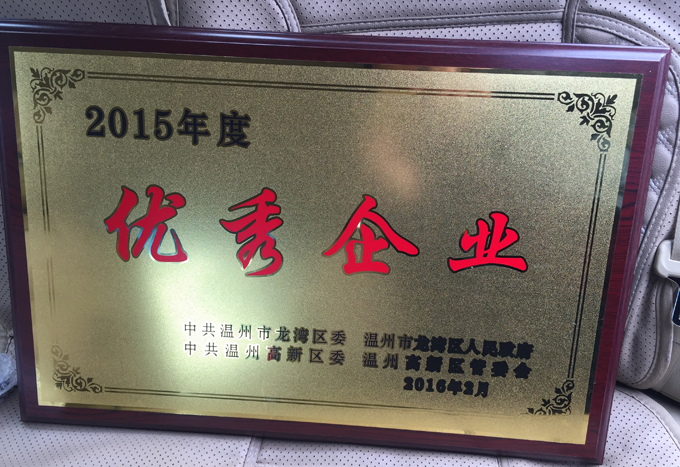 2015年度
优秀企业
中共温州市龙湾区委 温州市龙湾区人民政府
中共温州高新区委 温州高新区管委会
2016年2月